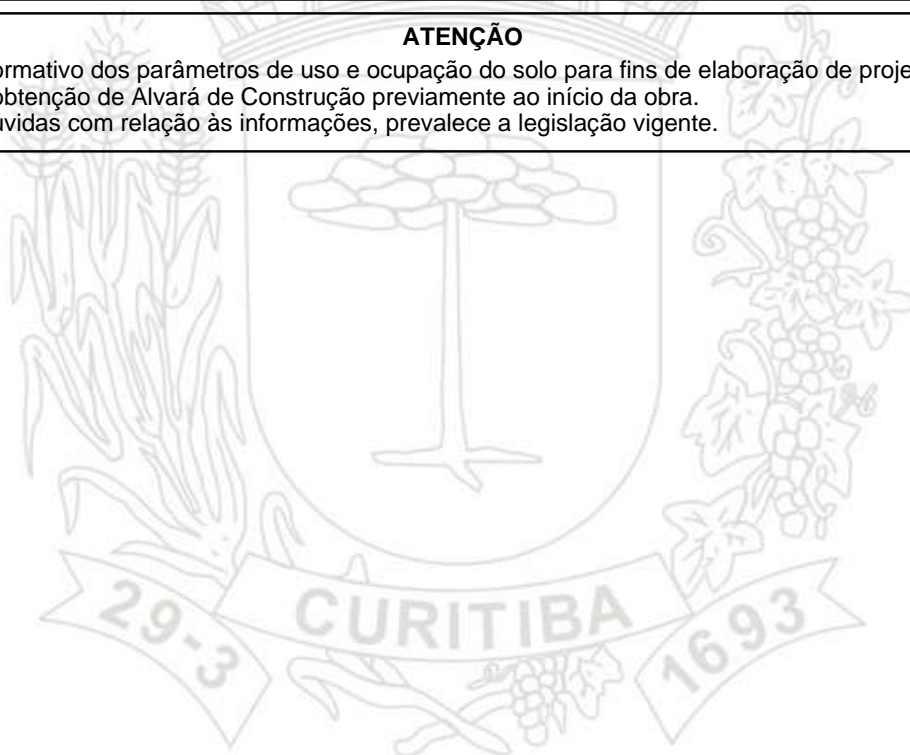 ATENÇÃO
ormativo dos parâmetros de uso e ocupação do solo para fins de elaboração de proje
obtenção de Alvará de Construção previamente ao início da obra.
úvidas com relação às informações, prevalece a legislação vigente.
29-3
CURITIBA
1693